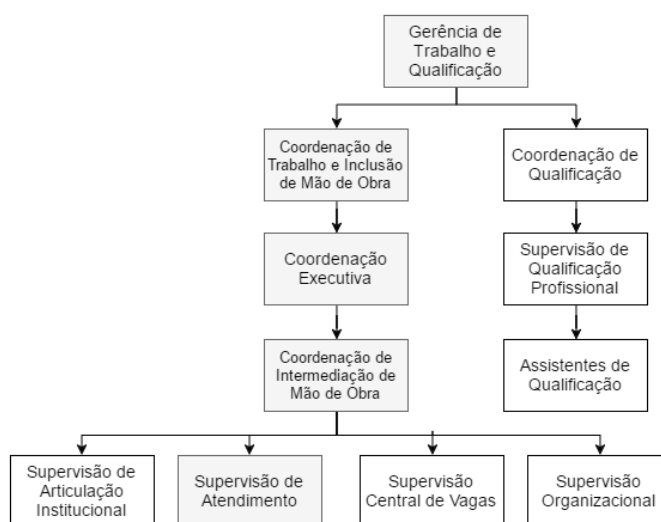 Gerência de
Trabalho e
Qualificação
Coordenação de
Trabalho e Inclusão
de Mão de Obra
Coordenação de
Qualificação
Coordenação
Executiva
Supervisão de
Qualificação
Profissional
Coordenação de
Intermediação de
Mão de Obra
Assistentes de
Qualificação
Supervisão de
Articulação
Institucional
Supervisão de
Atendimento
Supervisão
Central de Vagas
Supervisão
Organizacional